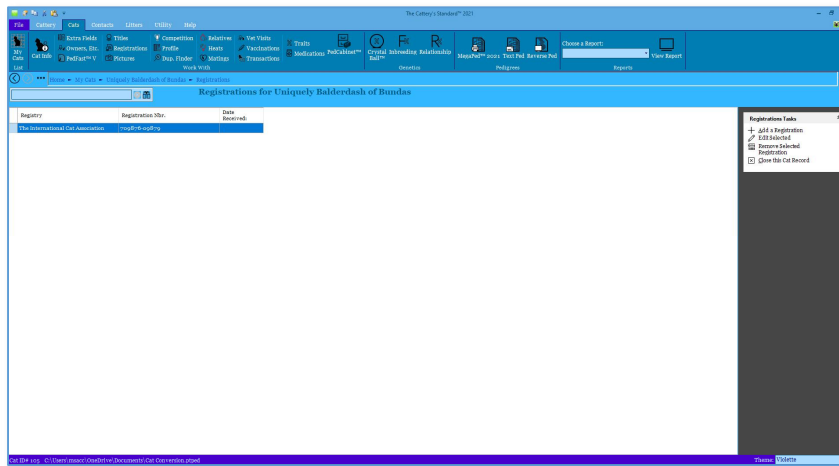 The Cattery's Standard™ 2021
File Cattery Cats Contacts Litters Utility Help
My Cats
Cat Info
Extra Fields
Owners, Etc.
PedFast™ V
Titles
Registrations
Pictures
Competition
Profile
Dup. Finder
Relatives
Heats
Matings
Vet Visits
Vaccinations
Transactions
Traits
Medications
PedCabinet™
Crystal Ball™
Inbreeding
Relationship
MegaPed™ 2021
Text Ped
Reverse Ped
Choose a Report:
View Report
List
Work With
Genetics
Pedigrees
Reports
Home My Cats Uniquely Balderdash of Bundas Registrations
Registrations for Uniquely Balderdash of Bundas
Registry Registration Nbr. Date Received:
The International Cat Association 709876-09879
Registrations Tasks
Add a Registration
Edit Selected
Remove Selected
Registration
Close this Cat Record
Cat ID# 105 C:\Users\msacc\OneDrive\Documents\Cat Conversion.ptped
Theme: Violette